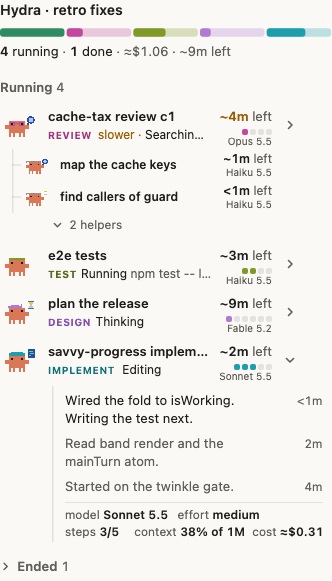 Hydra · retro fixes
4 running · 1 done · ≈$1.06 · ~9m left
Running 4
cache-tax review c1
~4m left
REVIEW slower · Searchin...
Opus 5.5
map the cache keys
~1m left
Haiku 5.5
find callers of guard
<1m left
Haiku 5.5
2 helpers
e2e tests
~3m left
TEST Running npm test -- l...
Haiku 5.5
plan the release
~9m left
DESIGN Thinking
Fable 5.2
savvy-progress implem...
~2m left
IMPLEMENT Editing
Sonnet 5.5
Wired the fold to isWorking. <1m
Writing the test next.
Read band render and the 2m
mainTurn atom.
Started on the twinkle gate. 4m
model Sonnet 5.5 effort medium
steps 3/5 context 38% of 1M cost ≈$0.31
Ended 1